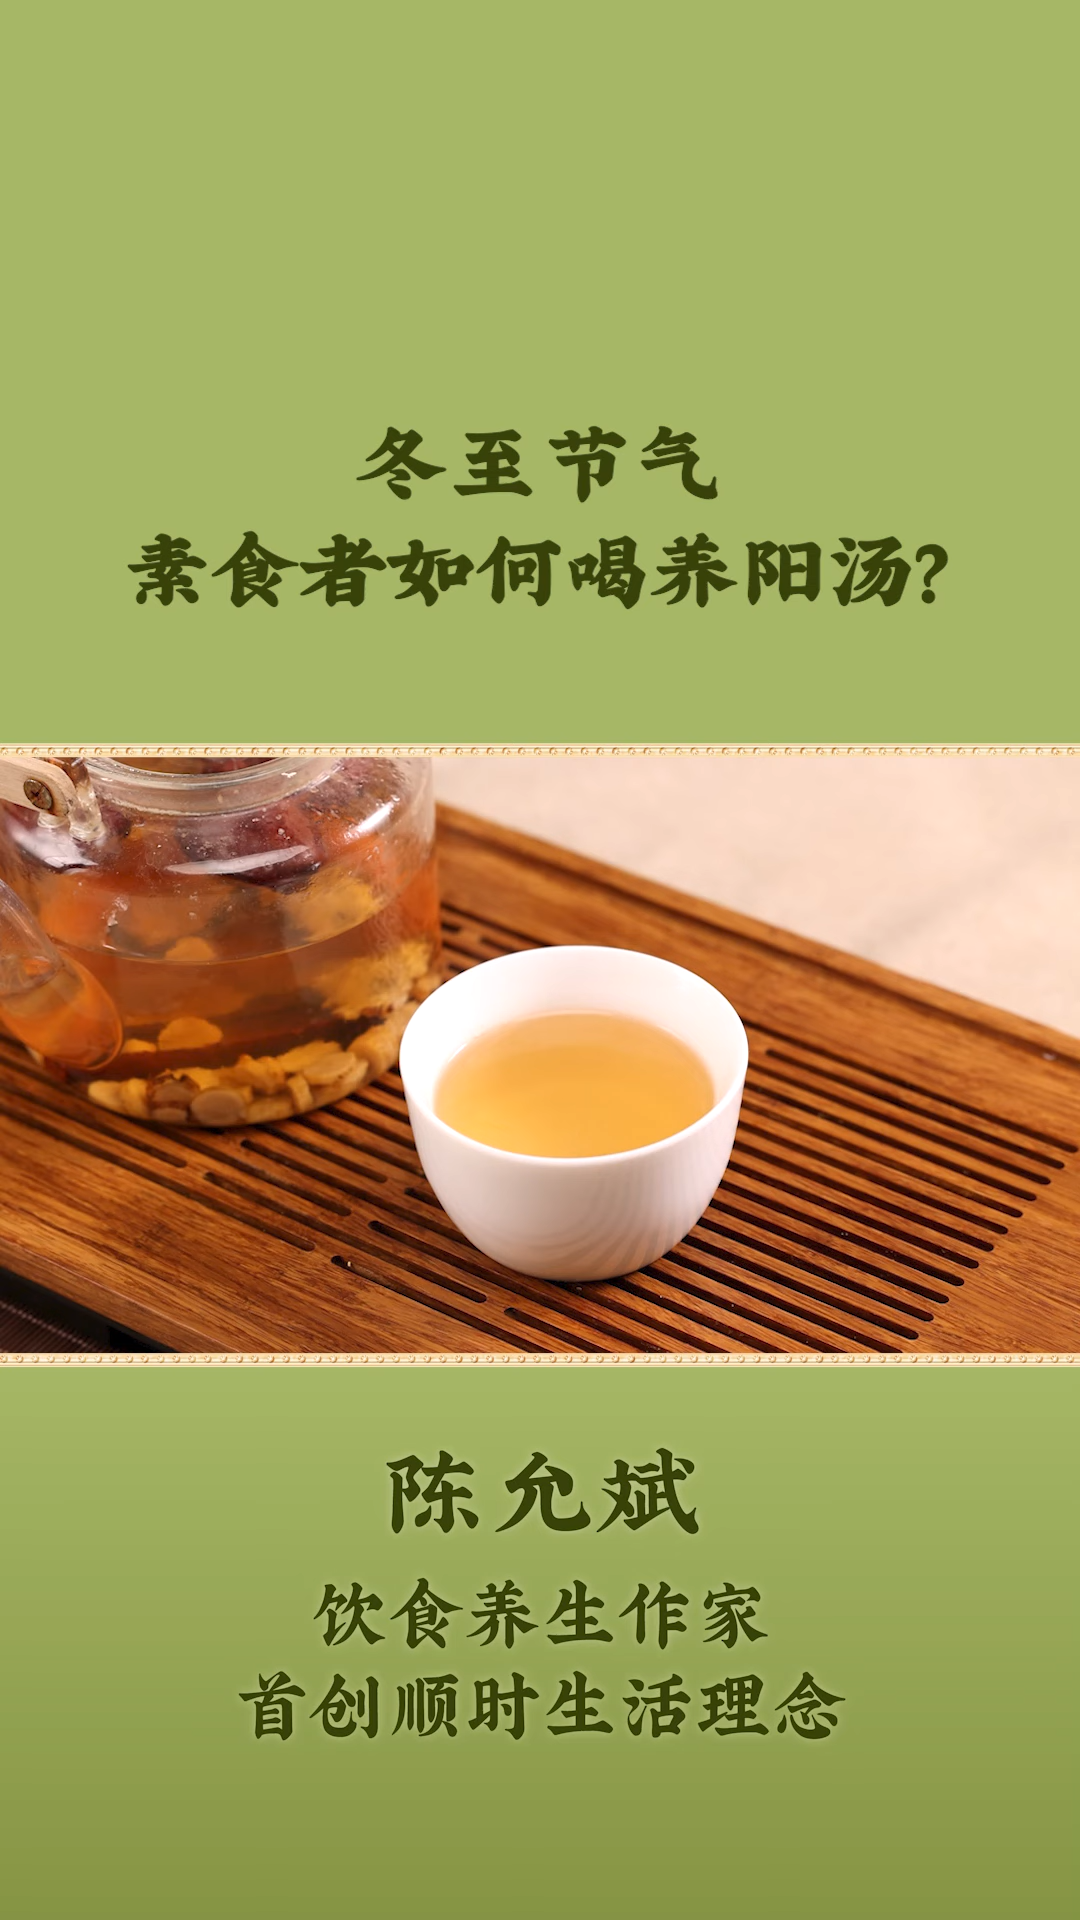 冬至节气
素食者如何喝养阳汤?
陈允斌
饮食养生作家
首创顺时生活理念